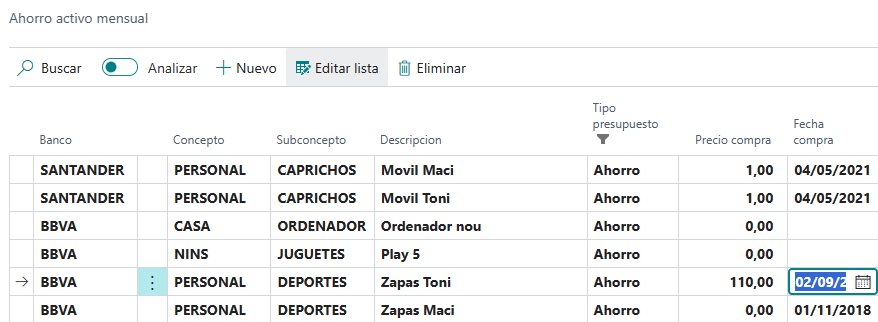 Ahorro activo mensual
Buscar Analizar Nuevo Editar lista Eliminar
Banco Concepto Subconcepto Descripcion Tipo presupuesto Precio compra Fecha compra
SANTANDER PERSONAL CAPRICHOS Movil Maci Ahorro 1,00 04/05/2021
SANTANDER PERSONAL CAPRICHOS Movil Toni Ahorro 1,00 04/05/2021
BBVA CASA ORDENADOR Ordenador nou Ahorro 0,00
BBVA NINS JUGUETES Play 5 Ahorro 0,00
BBVA PERSONAL DEPORTES Zapas Toni Ahorro 110,00 02/09/2
BBVA PERSONAL DEPORTES Zapas Maci Ahorro 0,00 01/11/2018